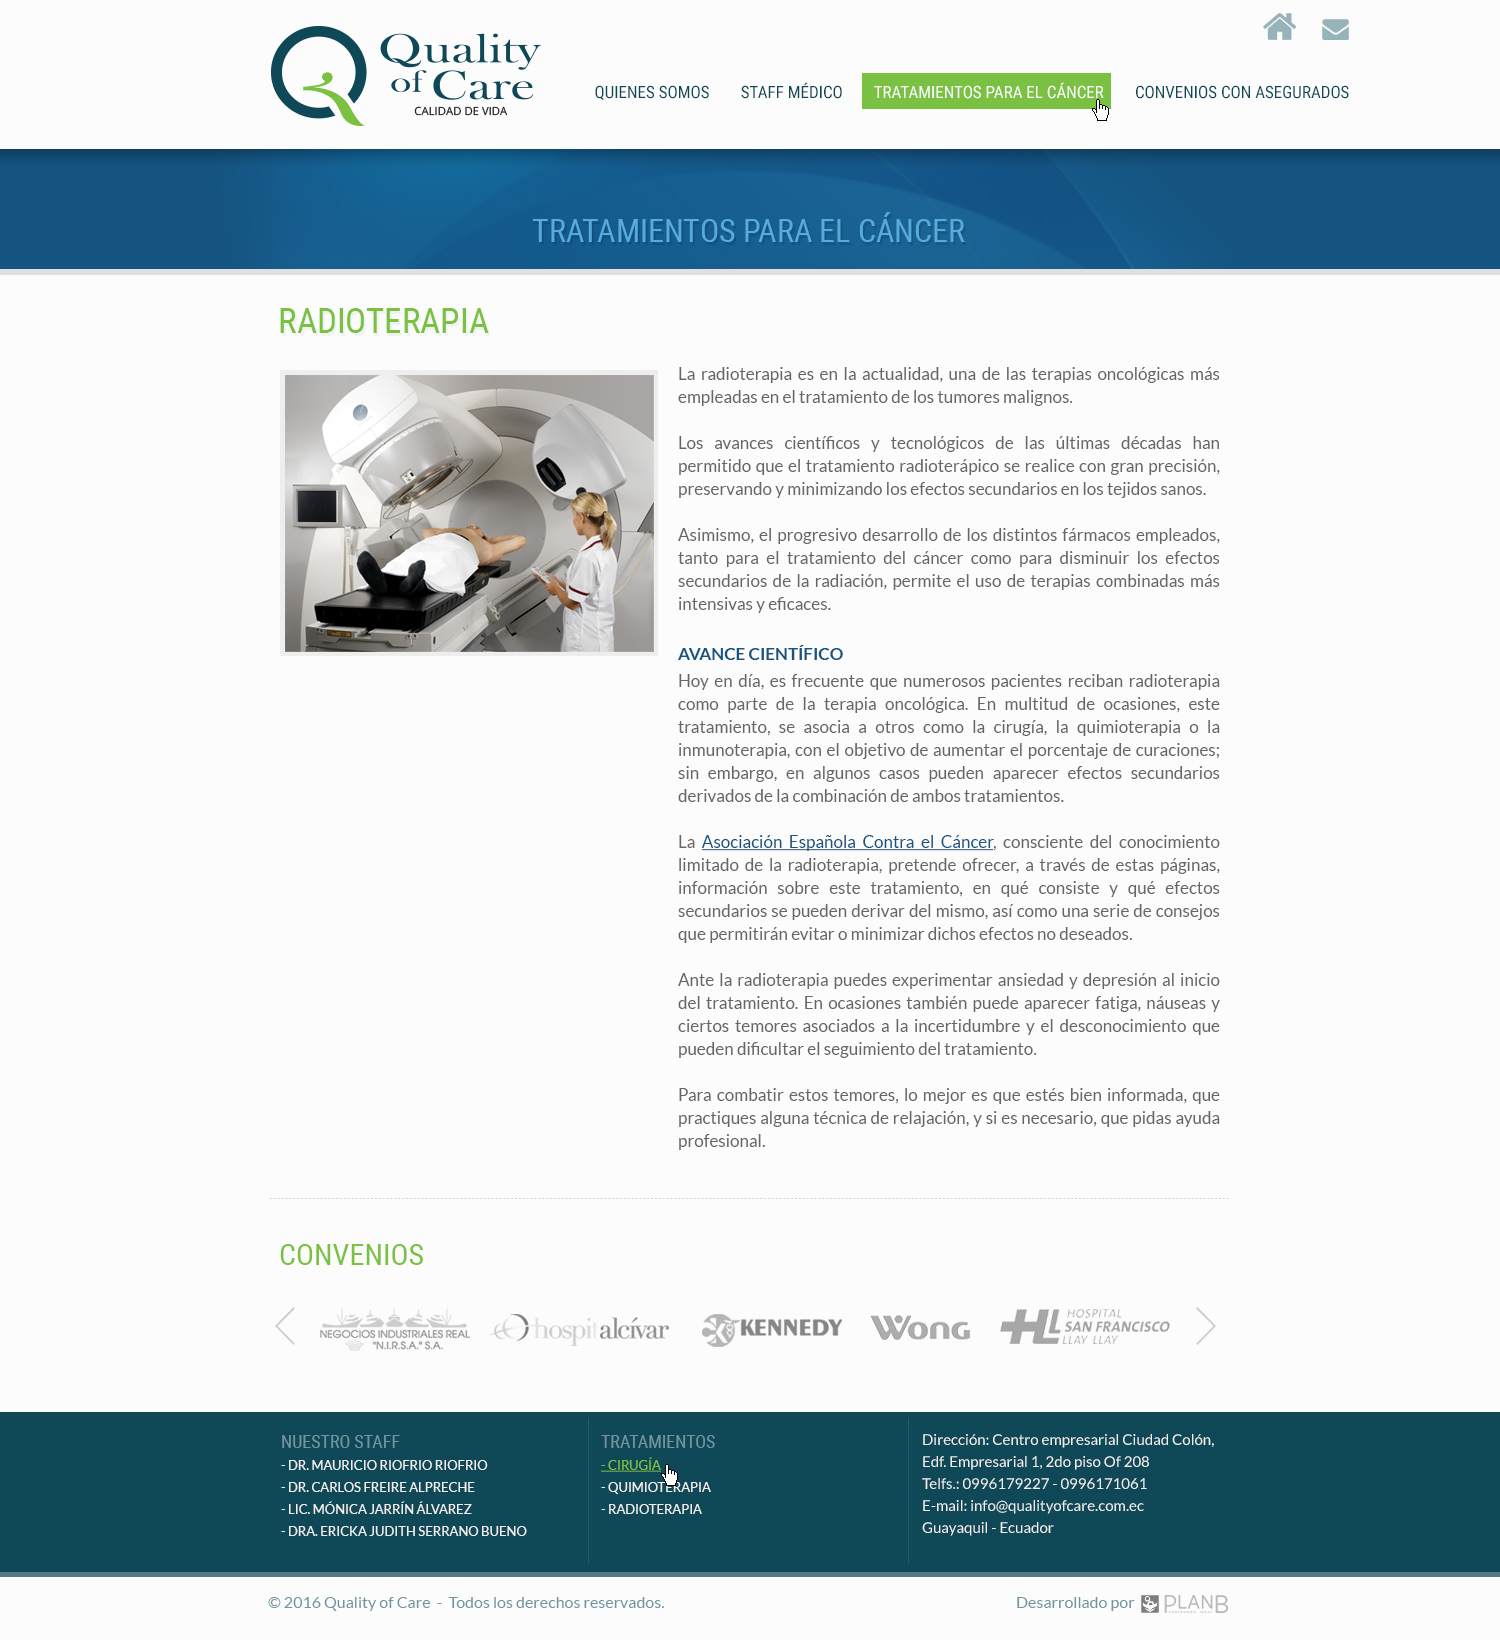 Quality
of Care
CALIDAD DE VIDA
QUIENES SOMOS
STAFF MÉDICO
TRATAMIENTOS PARA EL CÁNCER
CONVENIOS CON ASEGURADOS
TRATAMIENTOS PARA EL CÁNCER
RADIOTERAPIA
La radioterapia es en la actualidad, una de las terapias oncológicas más
empleadas en el tratamiento de los tumores malignos.
Los avances científicos y tecnológicos de las últimas décadas han
permitido que el tratamiento radioterápico se realice con gran precisión,
preservando y minimizando los efectos secundarios en los tejidos sanos.
Asimismo, el progresivo desarrollo de los distintos fármacos empleados,
tanto para el tratamiento del cáncer como para disminuir los efectos
secundarios de la radiación, permite el uso de terapias combinadas más
intensivas y eficaces.
AVANCE CIENTÍFICO
Hoy en día, es frecuente que numerosos pacientes reciban radioterapia
como parte de la terapia oncológica. En multitud de ocasiones, este
tratamiento, se asocia a otros como la cirugía, la quimioterapia o la
inmunoterapia, con el objetivo de aumentar el porcentaje de curaciones;
sin embargo, en algunos casos pueden aparecer efectos secundarios
derivados de la combinación de ambos tratamientos.
La Asociación Española Contra el Cáncer, consciente del conocimiento
limitado de la radioterapia, pretende ofrecer, a través de estas páginas,
información sobre este tratamiento, en qué consiste y qué efectos
secundarios se pueden derivar del mismo, así como una serie de consejos
que permitirán evitar o minimizar dichos efectos no deseados.
Ante la radioterapia puedes experimentar ansiedad y depresión al inicio
del tratamiento. En ocasiones también puede aparecer fatiga, náuseas y
ciertos temores asociados a la incertidumbre y el desconocimiento que
pueden dificultar el seguimiento del tratamiento.
Para combatir estos temores, lo mejor es que estés bien informada, que
practiques alguna técnica de relajación, y si es necesario, que pidas ayuda
profesional.
CONVENIOS
NEGOCIOS INDUSTRIALES REAL
"N.I.R.S.A." S.A.
hospitalcívar
KENNEDY
WONG
HL HOSPITAL
SAN FRANCISCO
LLAY LLAY
NUESTRO STAFF
- DR. MAURICIO RIOFRIO RIOFRIO
- DR. CARLOS FREIRE ALPRECHE
- LIC. MÓNICA JARRÍN ÁLVAREZ
- DRA. ERICKA JUDITH SERRANO BUENO
TRATAMIENTOS
- CIRUGÍA
- QUIMIOTERAPIA
- RADIOTERAPIA
Dirección: Centro empresarial Ciudad Colón,
Edf. Empresarial 1, 2do piso Of 208
Telfs.: 0996179227 - 0996171061
E-mail: info@qualityofcare.com.ec
Guayaquil - Ecuador
© 2016 Quality of Care - Todos los derechos reservados.
Desarrollado por PLANB